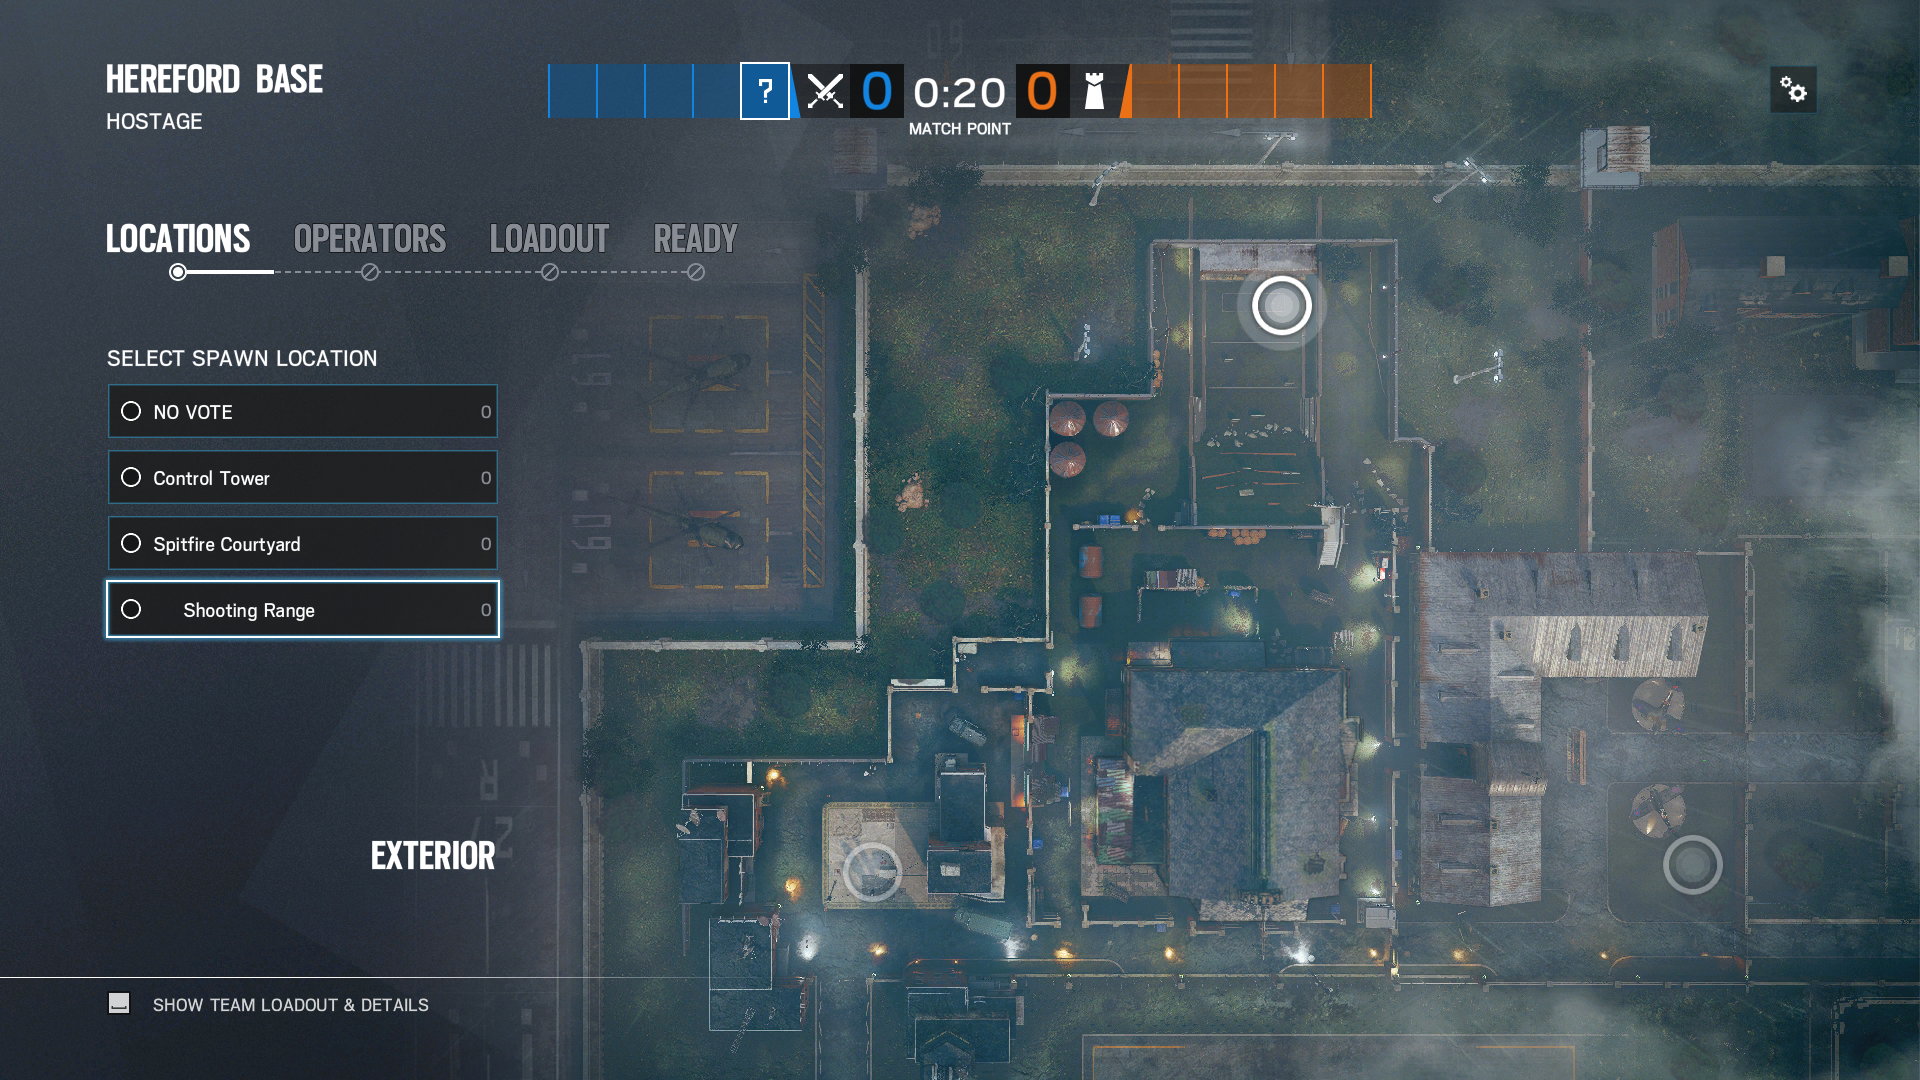 HEREFORD BASE
HOSTAGE
?
0
0:20
0
MATCH POINT
LOCATIONS
OPERATORS
LOADOUT
READY
SELECT SPAWN LOCATION
NO VOTE 0
Control Tower 0
Spitfire Courtyard 0
Shooting Range 0
EXTERIOR
SHOW TEAM LOADOUT & DETAILS